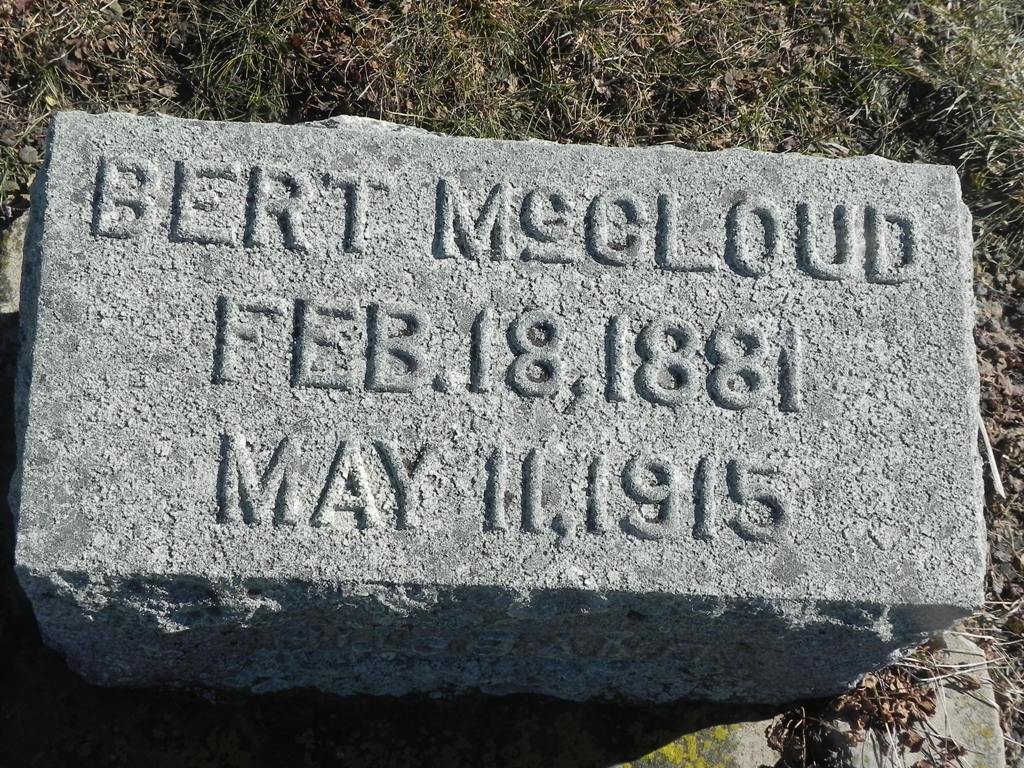 BERT McCLOUD
FEB. 18, 1881
MAY 11, 1915